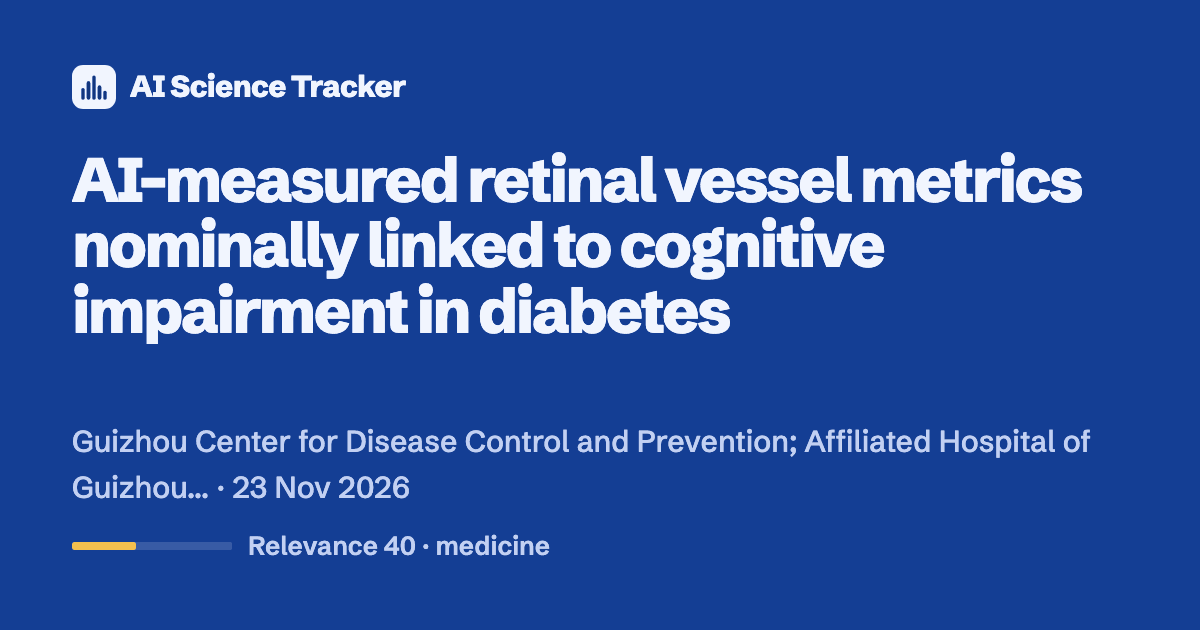 AI Science Tracker
AI-measured retinal vessel metrics
nominally linked to cognitive
impairment in diabetes
Guizhou Center for Disease Control and Prevention; Affiliated Hospital of
Guizhou... · 23 Nov 2026
Relevance 40 · medicine